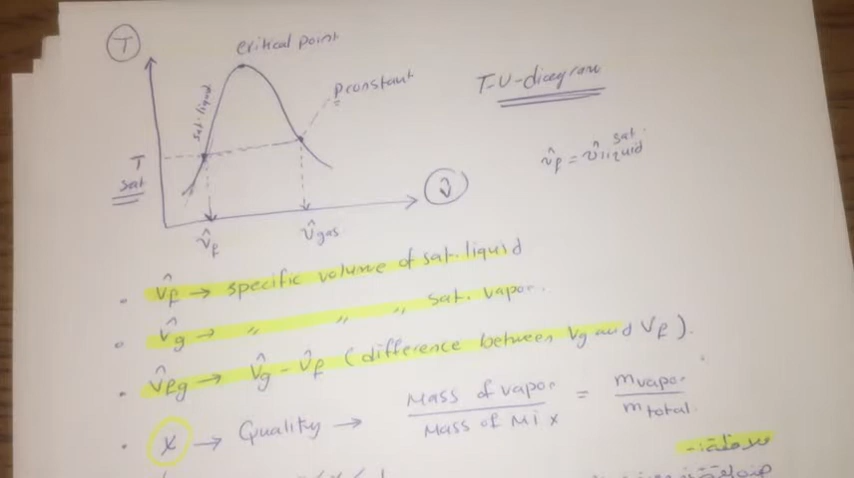 T
critical point
sat. liquid
P constant
T-V-diagram
T
sat
v̂f = v̂liquid sat.
v̂f
v̂gas
v̂
• v̂f → specific volume of sat. liquid
• v̂g → " " " sat. vapor.
• v̂fg → v̂g - v̂f (difference between Vg and Vf).
• x → Quality → Mass of vapor / Mass of Mix = mvapor / mtotal.
ملاحظة:-